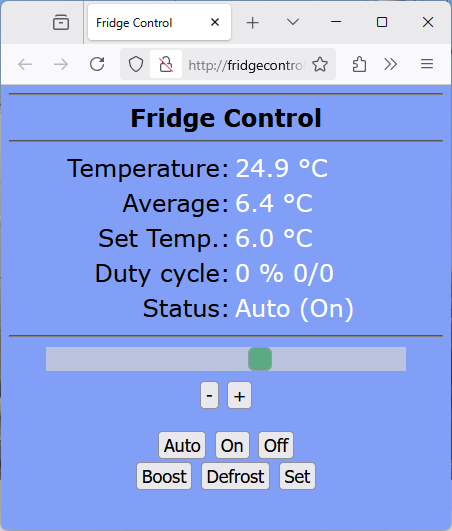 Fridge Control
http://fridgecontrol
Fridge Control
Temperature: 24.9 °C
Average: 6.4 °C
Set Temp.: 6.0 °C
Duty cycle: 0 % 0/0
Status: Auto (On)
- +
Auto On Off
Boost Defrost Set